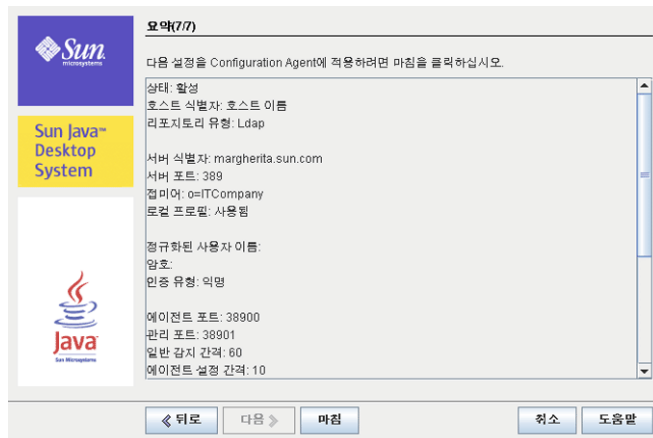 요약(7/7)
Sun
microsystems
다음 설정을 Configuration Agent에 적용하려면 마침을 클릭하십시오.
상태: 활성
호스트 식별자: 호스트 이름
리포지토리 유형: Ldap
서버 식별자: margherita.sun.com
서버 포트: 389
접미어: o=ITCompany
로컬 프로필: 사용됨
정규화된 사용자 이름:
암호:
인증 유형: 익명
에이전트 포트: 38900
관리 포트: 38901
일반 감지 간격: 60
에이전트 설정 간격: 10
Sun Java™
Desktop
System
Java
Sun Microsystems
뒤로
다음
마침
취소
도움말